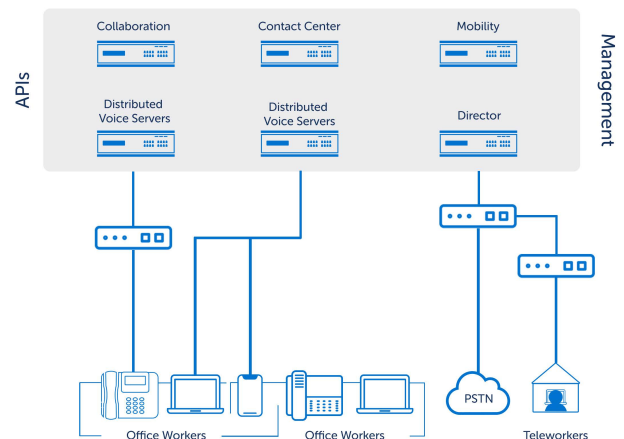 Collaboration
Contact Center
Mobility
APIs
Management
Distributed
Voice Servers
Distributed
Voice Servers
Director
PSTN
Office Workers
Office Workers
Teleworkers